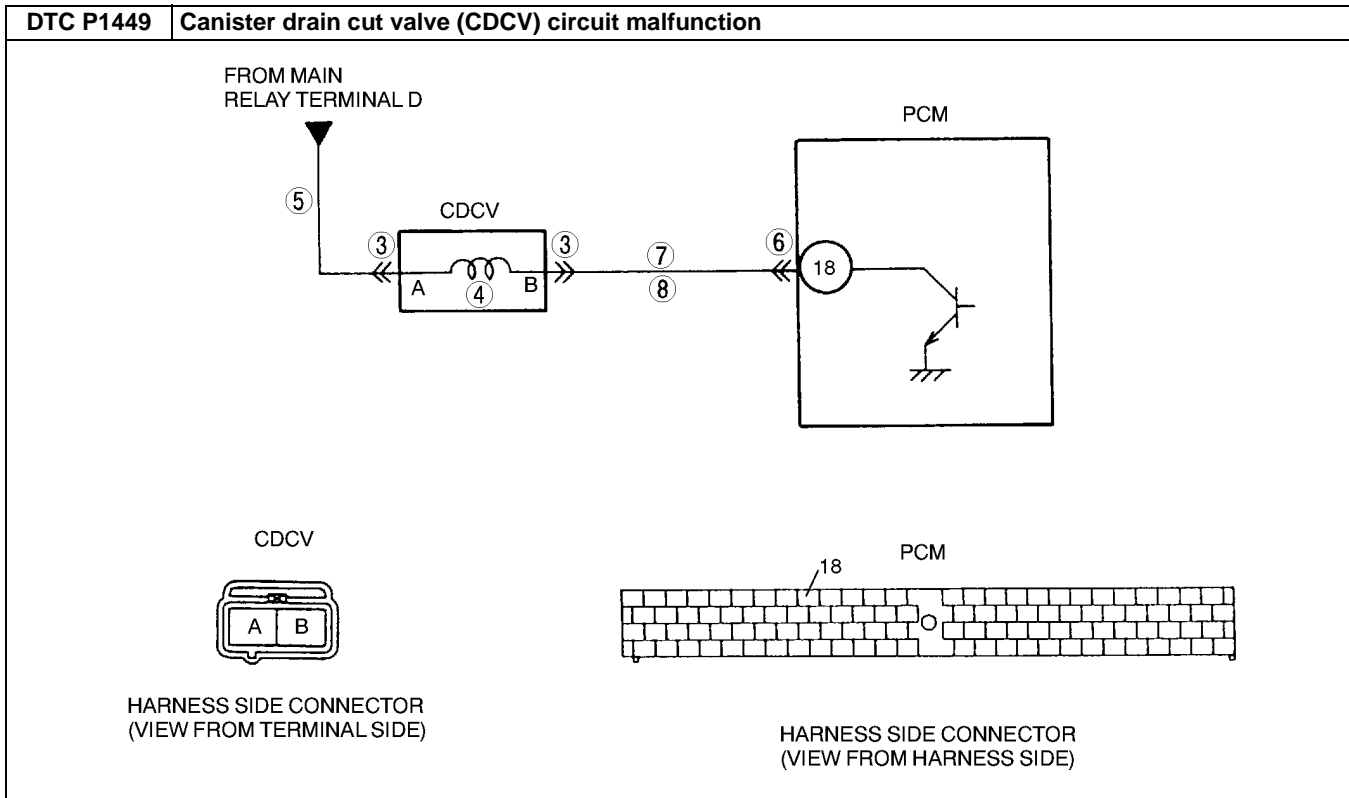 DTC P1449 Canister drain cut valve (CDCV) circuit malfunction
FROM MAIN
RELAY TERMINAL D
PCM
⑤
CDCV
③
③
⑦
⑥
18
A
④
B
⑧
CDCV
A B
HARNESS SIDE CONNECTOR
(VIEW FROM TERMINAL SIDE)
PCM
18
HARNESS SIDE CONNECTOR
(VIEW FROM HARNESS SIDE)